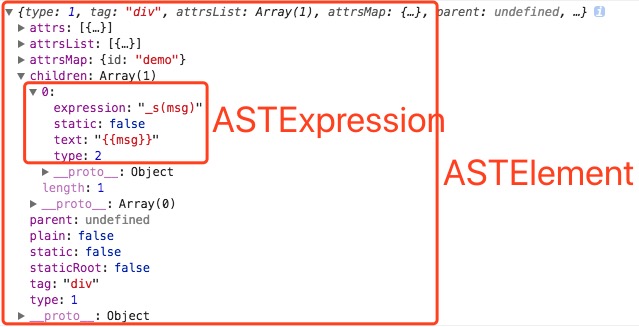 ▼ {type: 1, tag: "div", attrsList: Array(1), attrsMap: {…}, parent: undefined, …} i
▶ attrs: [{…}]
▶ attrsList: [{…}]
▶ attrsMap: {id: "demo"}
▼ children: Array(1)
▼ 0:
expression: "_s(msg)"
static: false
text: "{{msg}}"
type: 2
▶ __proto__: Object
length: 1
▶ __proto__: Array(0)
parent: undefined
plain: false
static: false
staticRoot: false
tag: "div"
type: 1
▶ __proto__: Object
ASTExpression
ASTElement